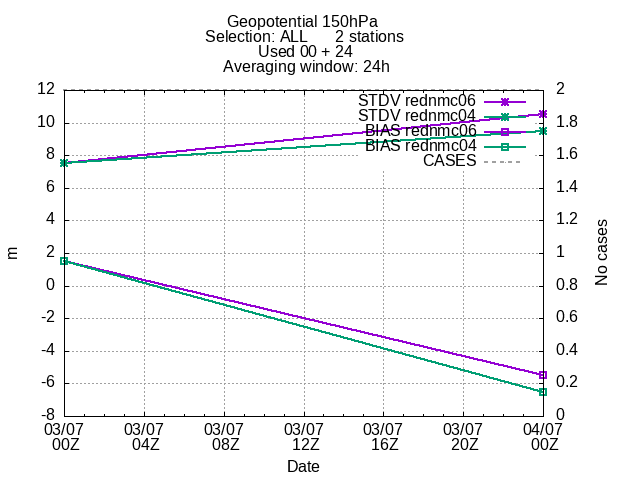 Geopotential 150hPa
Selection: ALL 2 stations
Used 00 + 24
Averaging window: 24h
12 2
STDV rednmc06
10 1.8
STDV rednmc04
BIAS rednmc06
8 1.6
BIAS rednmc04
CASES
6 1.4
4 1.2
2 1
0 0.8
-2 0.6
-4 0.4
-6 0.2
-8 0
m
No cases
03/07 03/07 03/07 03/07 03/07 03/07 04/07
00Z 04Z 08Z 12Z 16Z 20Z 00Z
Date